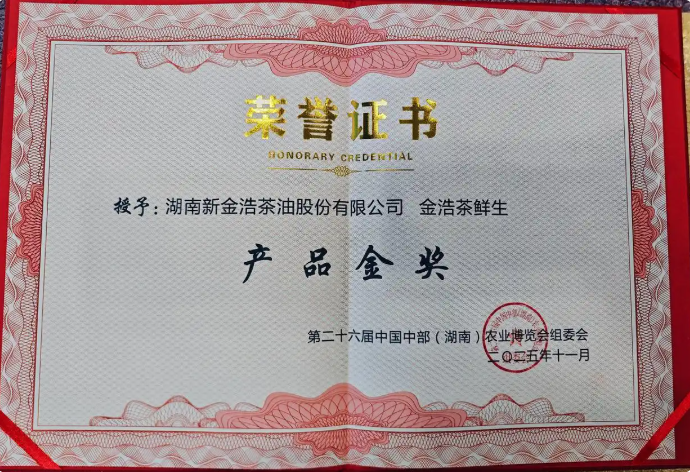 荣誉证书
HONORARY CREDENTIAL
授予：湖南新金浩茶油股份有限公司 金浩茶鲜生
产品金奖
第二十六届中国中部（湖南）农业博览会组委会
二〇二五年十一月